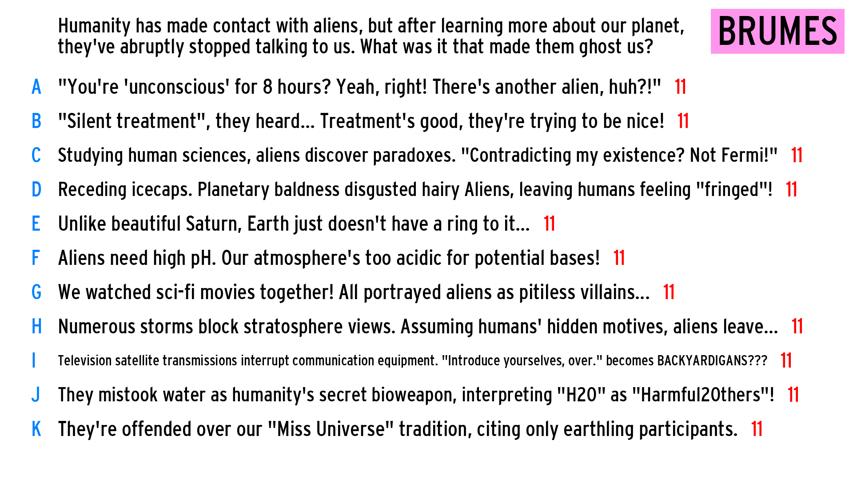 Humanity has made contact with aliens, but after learning more about our planet,
they've abruptly stopped talking to us. What was it that made them ghost us?
BRUMES
A "You're 'unconscious' for 8 hours? Yeah, right! There's another alien, huh?!" 11
B "Silent treatment", they heard... Treatment's good, they're trying to be nice! 11
C Studying human sciences, aliens discover paradoxes. "Contradicting my existence? Not Fermi!" 11
D Receding icecaps. Planetary baldness disgusted hairy Aliens, leaving humans feeling "fringed"! 11
E Unlike beautiful Saturn, Earth just doesn't have a ring to it... 11
F Aliens need high pH. Our atmosphere's too acidic for potential bases! 11
G We watched sci-fi movies together! All portrayed aliens as pitiless villains... 11
H Numerous storms block stratosphere views. Assuming humans' hidden motives, aliens leave... 11
I Television satellite transmissions interrupt communication equipment. "Introduce yourselves, over." becomes BACKYARDIGANS??? 11
J They mistook water as humanity's secret bioweapon, interpreting "H20" as "Harmful20thers"! 11
K They're offended over our "Miss Universe" tradition, citing only earthling participants. 11